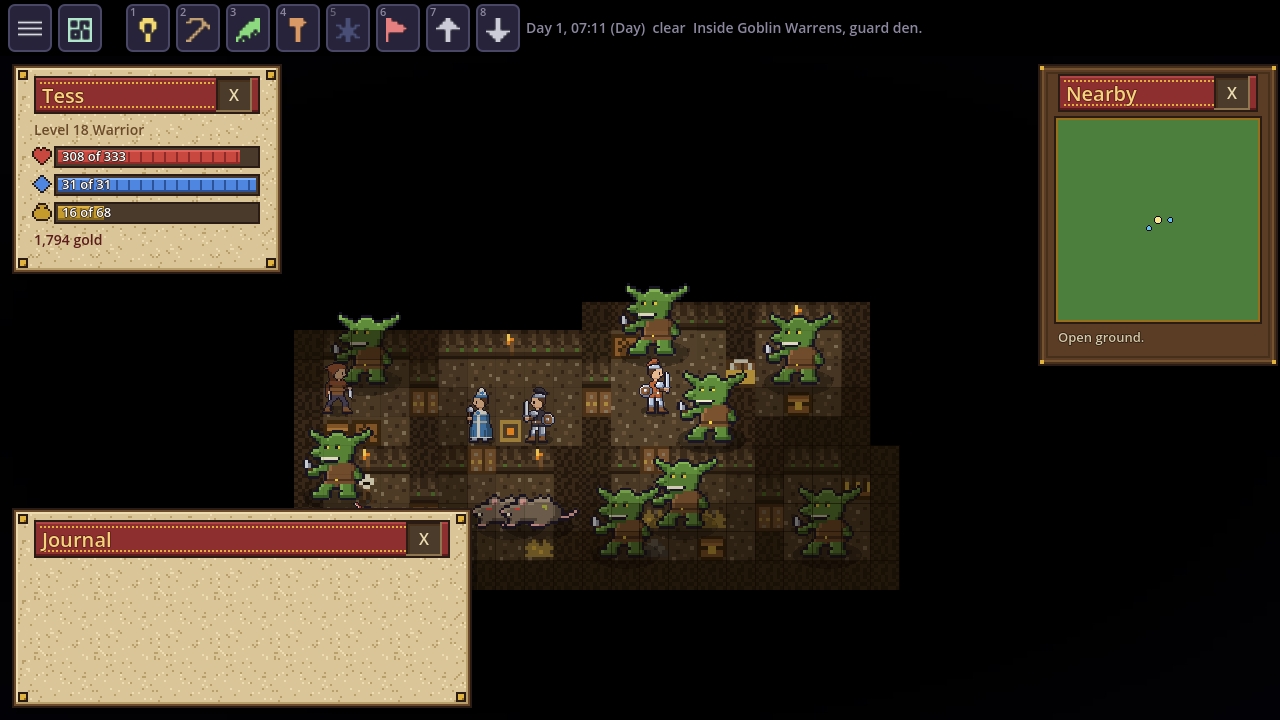 1 2 3 4 5 6 7 8
Day 1, 07:11 (Day)  clear  Inside Goblin Warrens, guard den.
Tess X
Level 18 Warrior
308 of 333
31 of 31
16 of 68
1,794 gold
Nearby X
Open ground.
Journal X